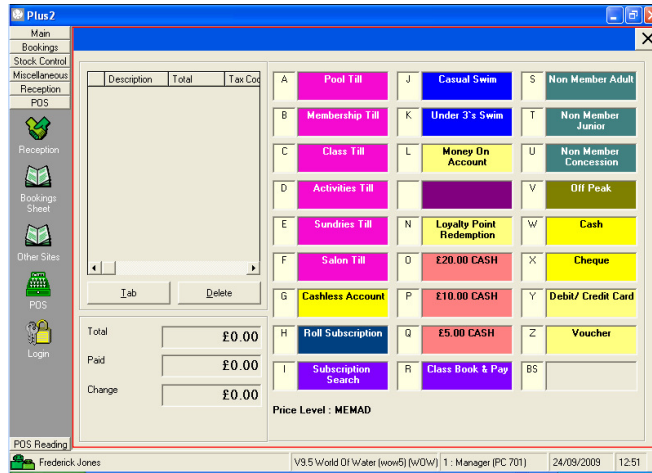 Plus2
Main
Bookings
Stock Control
Miscellaneous
Reception
POS
Reception
Bookings
Sheet
Other Sites
POS
Login
POS Reading
Description Total Tax Coc
Tab Delete
Total £0.00
Paid £0.00
Change £0.00
A Pool Till J Casual Swim S Non Member Adult
B Membership Till K Under 3`s Swim T Non Member
Junior
C Class Till L Money On
Account U Non Member
Concession
D Activities Till V Off Peak
E Sundries Till N Loyalty Point
Redemption W Cash
F Salon Till O £20.00 CASH X Cheque
G Cashless Account P £10.00 CASH Y Debit/ Credit Card
H Roll Subscription Q £5.00 CASH Z Voucher
I Subscription
Search R Class Book & Pay BS
Price Level : MEMAD
Frederick Jones V9.5 World Of Water (wow5) (WOW) 1 : Manager (PC 701) 24/09/2009 12:51